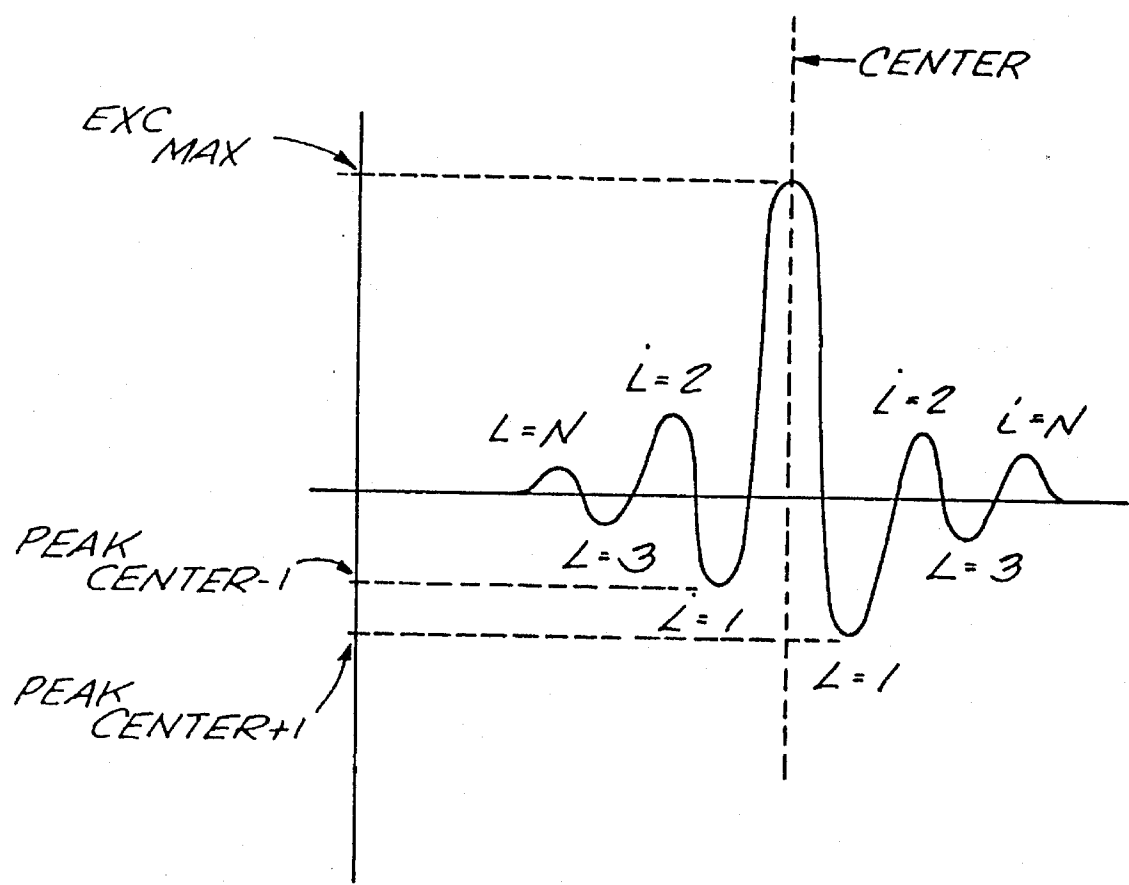 CENTER
EXC
MAX
i=2
i=2
L=N
i=N
PEAK
CENTER-1
L=3
L=3
i=1
L=1
PEAK
CENTER+1